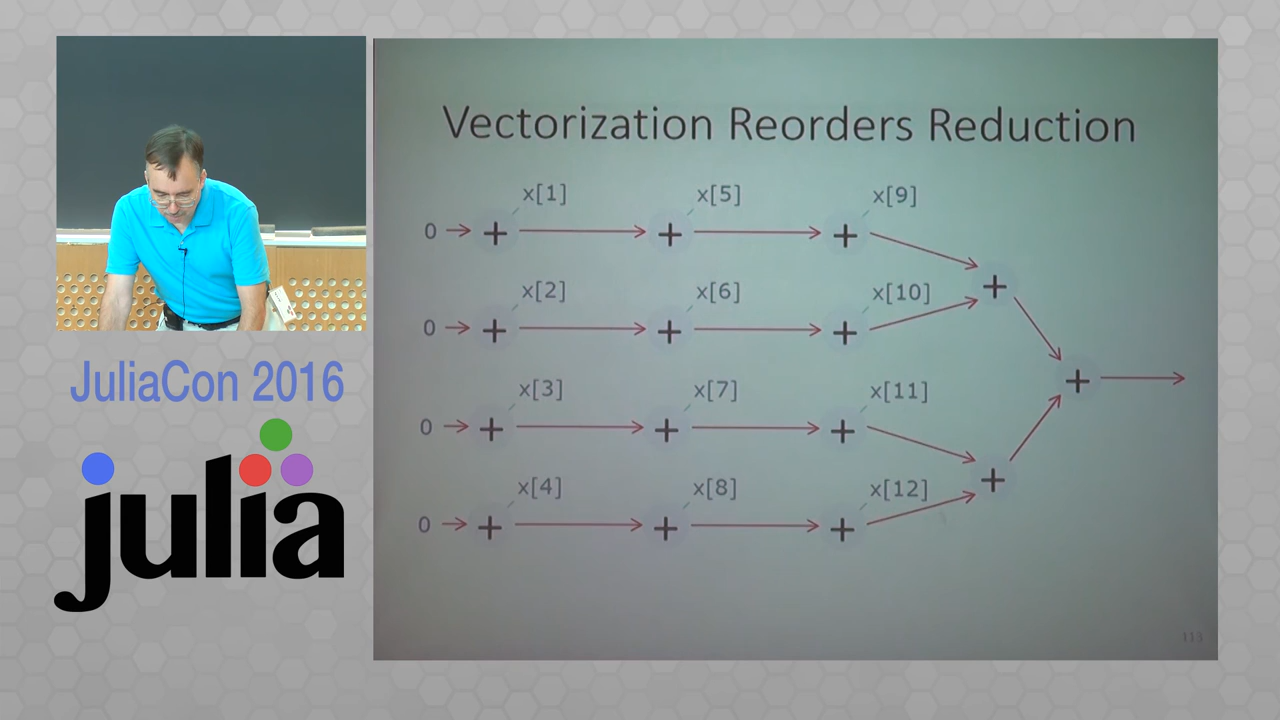 Vectorization Reorders Reduction
x[1] x[5] x[9]
0 + + +
+
x[2] x[6] x[10]
0 + + +
+
x[3] x[7] x[11]
0 + + +
x[4] x[8] x[12]
+
0 + + +
113
JuliaCon 2016
julia